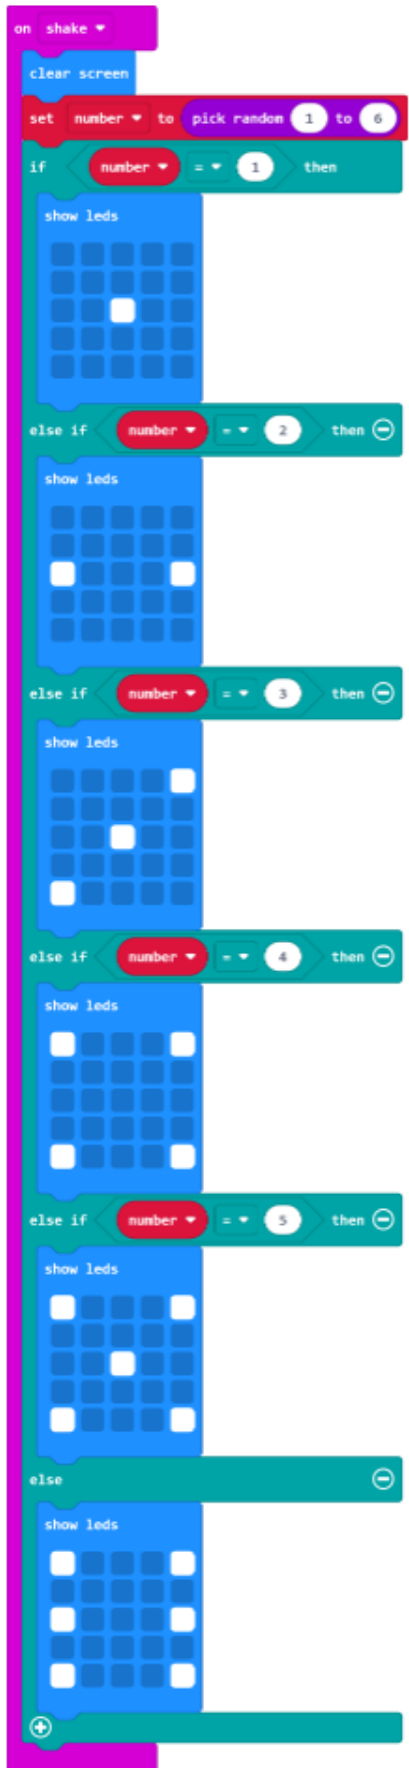 on shake
clear screen
set number to pick random 1 to 6
if number = 1 then
show leds
else if number = 2 then
show leds
else if number = 3 then
show leds
else if number = 4 then
show leds
else if number = 5 then
show leds
else
show leds